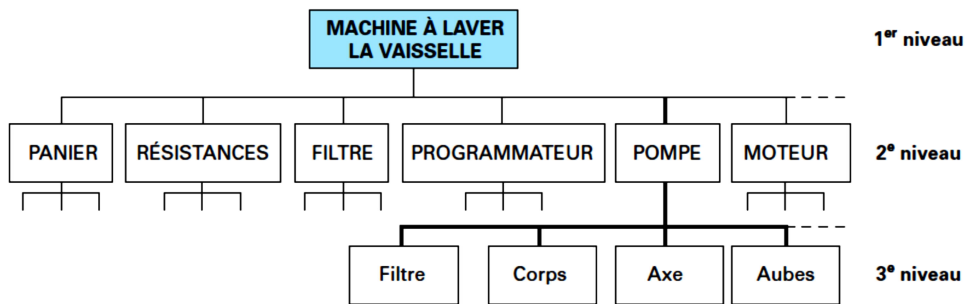 MACHINE À LAVER
LA VAISSELLE
1er niveau
PANIER
RÉSISTANCES
FILTRE
PROGRAMMATEUR
POMPE
MOTEUR
2e niveau
Filtre
Corps
Axe
Aubes
3e niveau